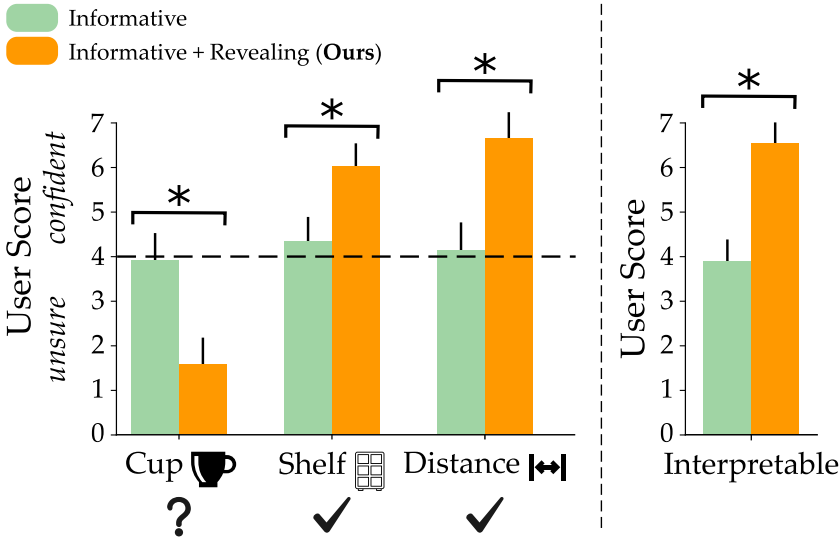 Informative
Informative + Revealing (Ours)
User Score
unsure
confident
7
6
5
4
3
2
1
0
*
*
*
Cup
Shelf
Distance
?
User Score
7
6
5
4
3
2
1
0
*
Interpretable